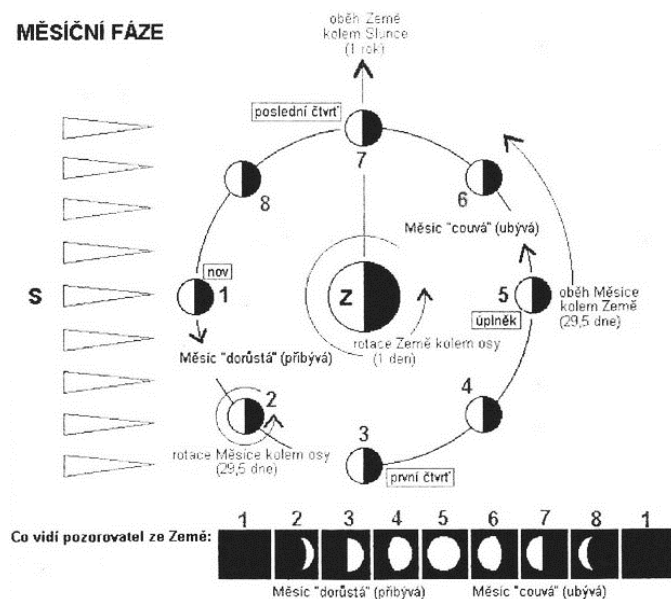 MĚSÍČNÍ FÁZE
oběh Země
kolem Slunce
(1 rok)
poslední čtvrť
7
8
6
Měsíc "couvá" (ubývá)
nov
S
1
Z
5
úplněk
oběh Měsíce
kolem Země
(29,5 dne)
rotace Země kolem osy
(1 den)
Měsíc "dorůstá" (přibývá)
2
4
3
rotace Měsíce kolem osy
(29,5 dne)
první čtvrť
1 2 3 4 5 6 7 8 1
Co vidí pozorovatel ze Země:
Měsíc "dorůstá" (přibývá) Měsíc "couvá" (ubývá)